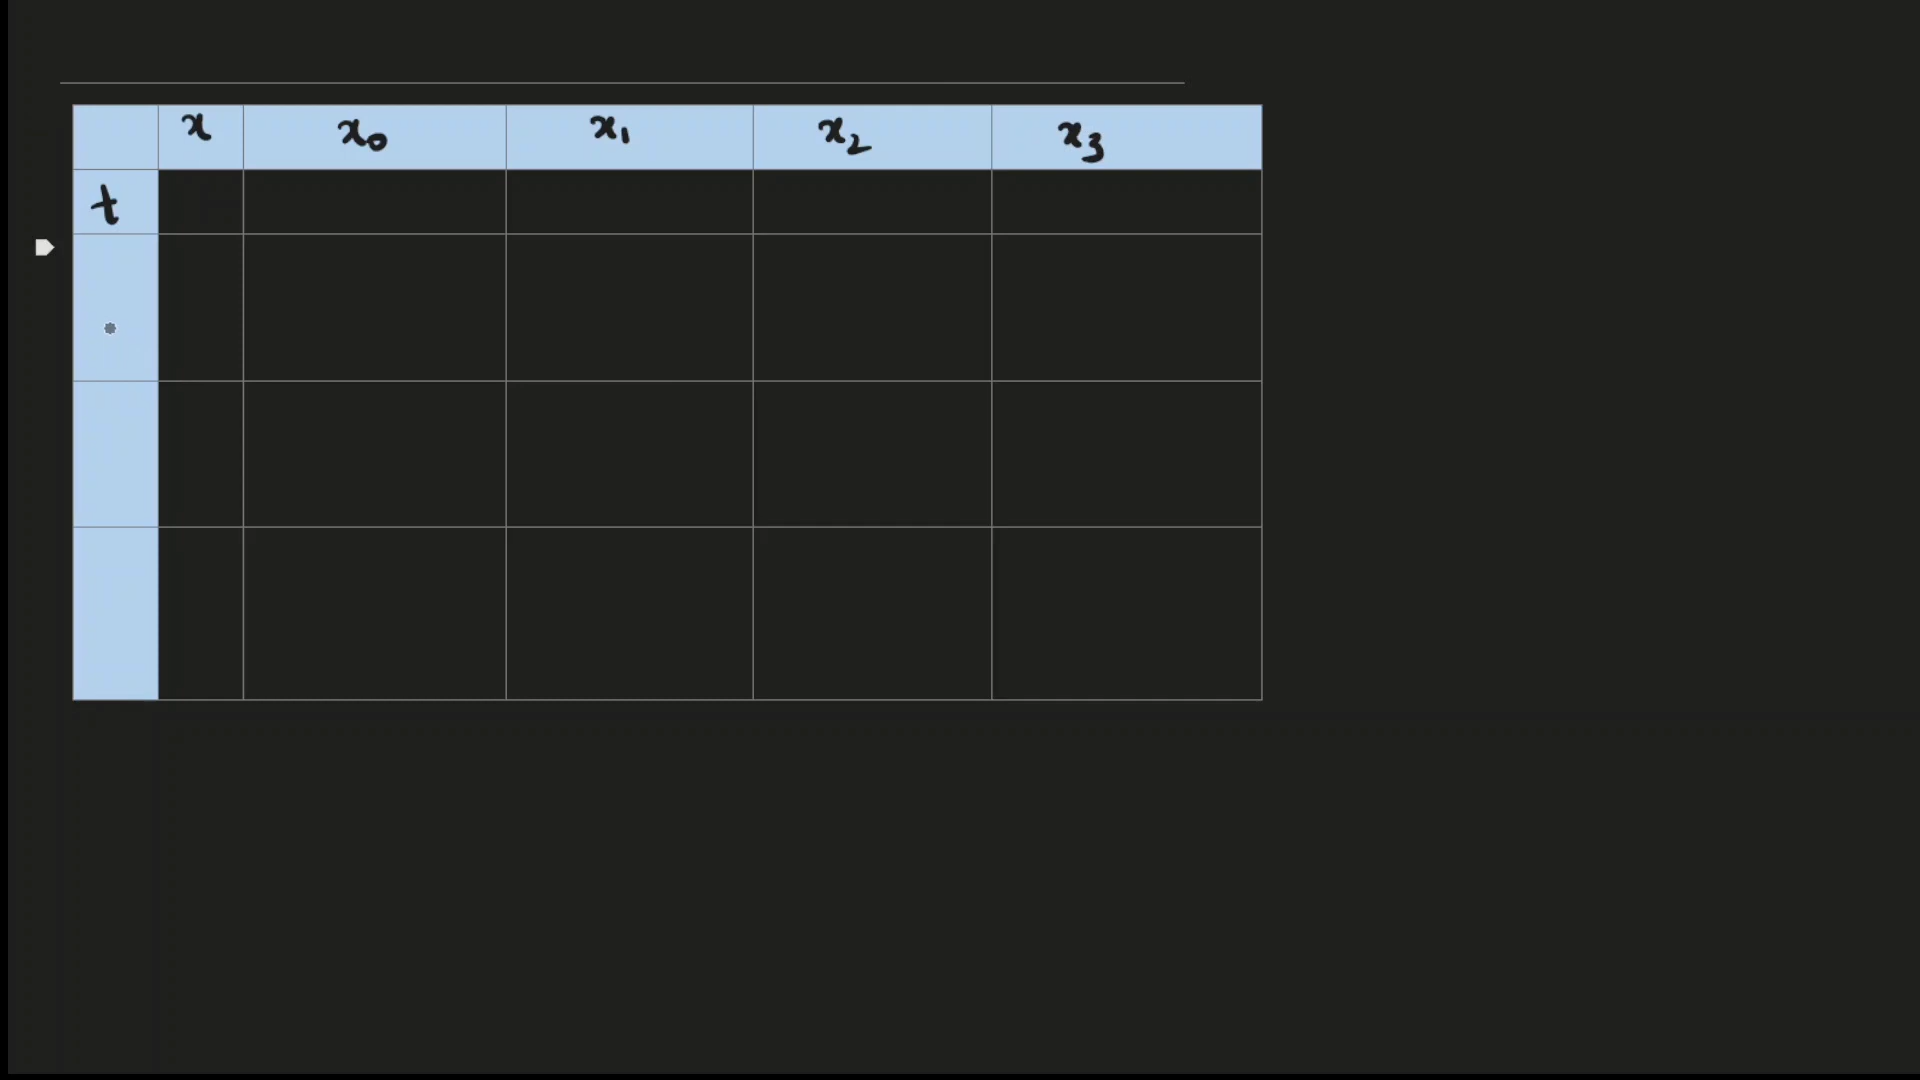 x x₀ x₁ x₂ x₃
t